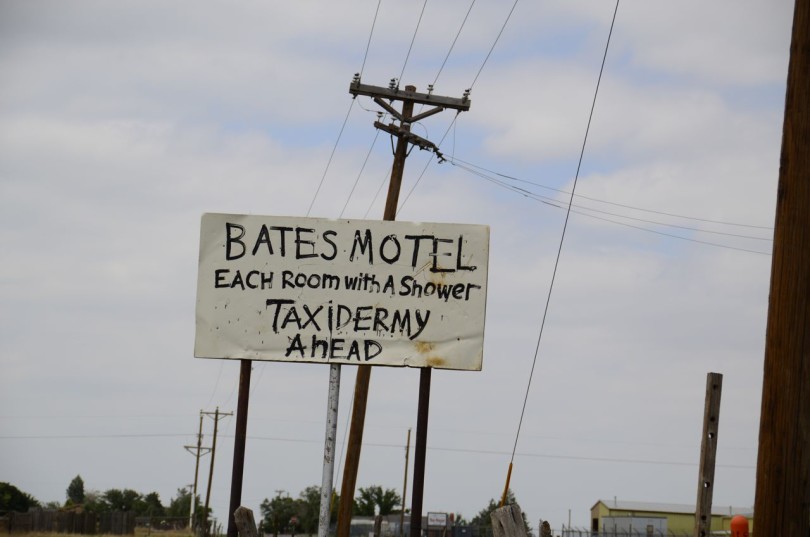 BATES MOTEL
EACH ROOM with A SHowER
TAXiDERMY
AhEAD